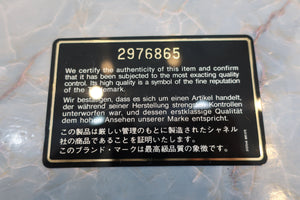 2976865
We certify the authenticity of this item and confirm
that it has been subjected to the most exacting quality
control. Its high quality is a symbol of the fine reputation
of the trademark.
Wir bestätigen, dass es sich um einen Artikel handelt,
der während seiner Herstellung strengsten Kontrollen
unterworfen war, und dessen erstklassige Qualität
dem hohen Ansehen unserer Marke entspricht.
この製品は厳しい管理のもとに製造されたシャネル
社の商品であることを証明いたします。
このブランド・マークは最高級品質の象徴です。